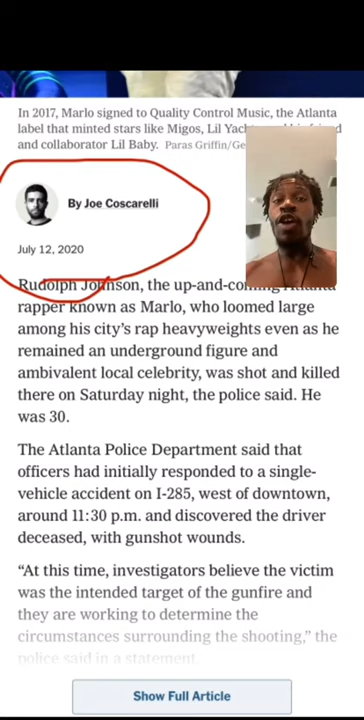 In 2017, Marlo signed to Quality Control Music, the Atlanta
label that minted stars like Migos, Lil
and collaborator Lil Baby. Paras Griffin/Ge
By Joe Coscarelli
July 12, 2020
Rudolph Johnson, the up-and-coming Atlanta
rapper known as Marlo, who loomed large
among his city's rap heavyweights even as he
remained an underground figure and
ambivalent local celebrity, was shot and killed
there on Saturday night, the police said. He
was 30.
The Atlanta Police Department said that
officers had initially responded to a single-
vehicle accident on I-285, west of downtown,
around 11:30 p.m. and discovered the driver
deceased, with gunshot wounds.
“At this time, investigators believe the victim
was the intended target of the gunfire and
they are working to determine the
circumstances surrounding the shooting,” the
police said in a statement.
Show Full Article